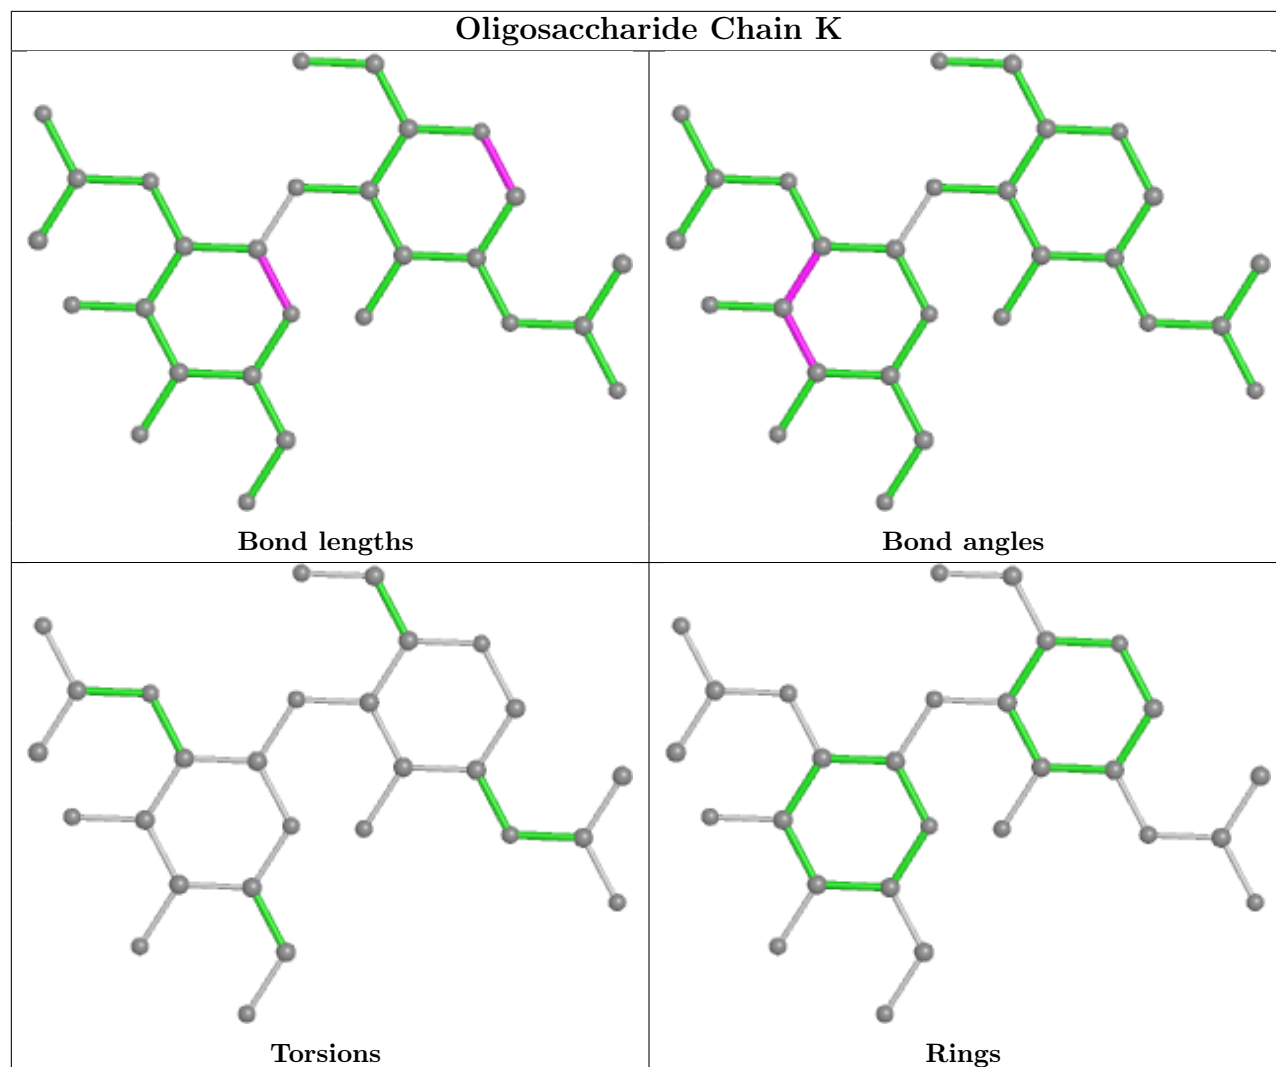 Oligosaccharide Chain K
Bond lengths
Bond angles
Torsions
Rings